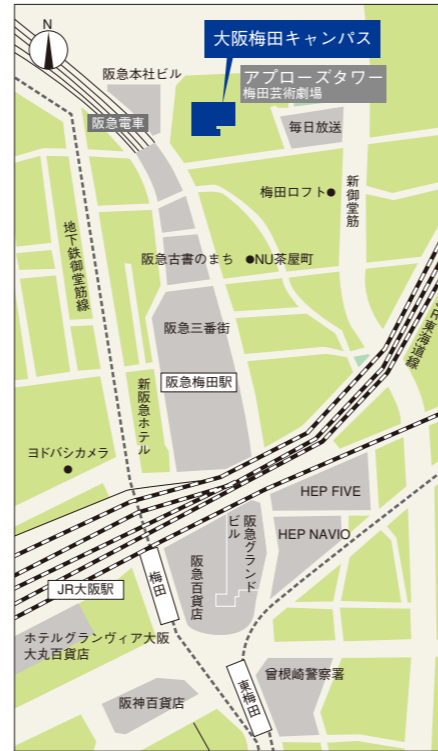 N
大阪梅田キャンパス
阪急本社ビル
アプローズタワー
梅田芸術劇場
阪急電車
毎日放送
梅田ロフト
新御堂筋
地下鉄御堂筋線
阪急古書のまち
NU茶屋町
阪急三番街
JR東海道線
阪急梅田駅
新阪急ホテル
ヨドバシカメラ
HEP FIVE
阪急グランド
ビル
HEP NAVIO
阪急百貨店
梅田
JR大阪駅
ホテルグランヴィア大阪
大丸百貨店
東梅田
曾根崎警察署
阪神百貨店